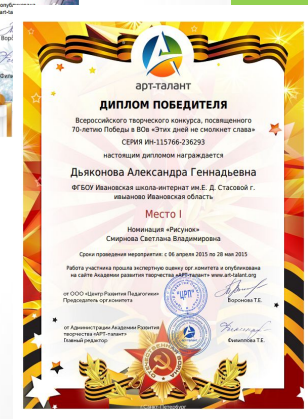 арт-талант
ДИПЛОМ ПОБЕДИТЕЛЯ
Всероссийского творческого конкурса, посвященного
70-летию Победы в ВОв «Этих дней не смолкнет слава»
СЕРИЯ ИН-115766-236293
настоящим дипломом награждается
Дьяконова Александра Геннадьевна
ФГБОУ Ивановская школа-интернат им.Е. Д. Стасовой г.
ивыаново Ивановская область
Место I
Номинация «Рисунок»
Смирнова Светлана Владимировна
Сроки проведения мероприятия: с 06 апреля 2015 по 28 мая 2015
Работа участника прошла экспертную оценку орг.комитета и опубликована
на сайте Академии развития творчества «АРТ-талант» www.art-talant.org
от ООО «Центр Развития Педагогики»
Председатель оргкомитета
"ЦРП"
Воронова Т.Е.
от Администрации Академии Развития
творчества «АРТ-талант»
Главный редактор
Филиппова Т.Е.